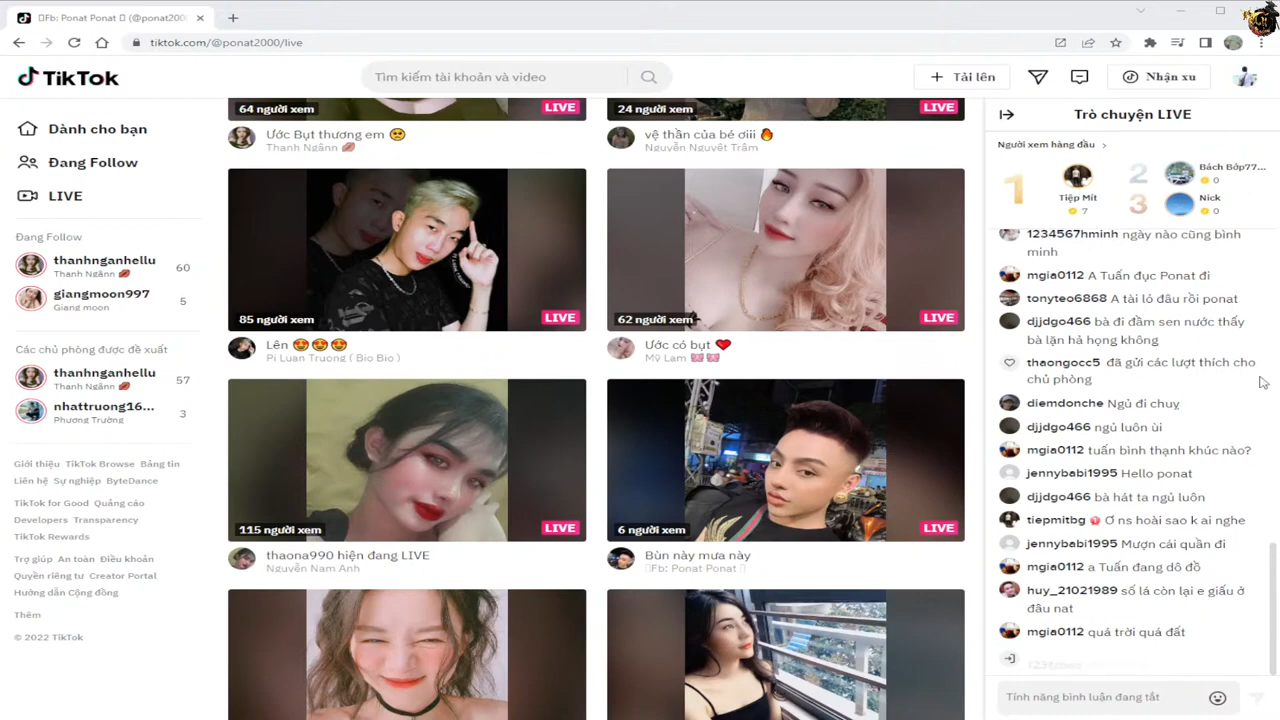 Fb: Ponat Ponat (@ponat200
tiktok.com/@ponat2000/live
TikTok
Tìm kiếm tài khoản và video
Tải lên
Nhận xu
Dành cho bạn
Đang Follow
LIVE
Đang Follow
thanhnganhellu
Thanh Ngânn 💋
60
giangmoon997
Giang moon
5
Các chủ phòng được đề xuất
thanhnganhellu
Thanh Ngânn 💋
57
nhattruong16...
Phương Trường
3
Giới thiệu TikTok Browse Bảng tin
Liên hệ Sự nghiệp ByteDance
TikTok for Good Quảng cáo
Developers Transparency
TikTok Rewards
Trợ giúp An toàn Điều khoản
Quyền riêng tư Creator Portal
Hướng dẫn Cộng đồng
Thêm
© 2022 TikTok
64 người xem
LIVE
Ước Bụt thương em 🥺
Thanh Ngânn 💋
24 người xem
LIVE
vệ thần của bé ơiii 🔥
Nguyễn Nguyệt Trâm
85 người xem
LIVE
Lên 😍😍😍
Pi Luan Truong ( Bio Bio )
62 người xem
LIVE
Ước có bụt ❤️
Mỹ Lam 🎀🎀
115 người xem
LIVE
thaona990 hiện đang LIVE
Nguyễn Nam Anh
6 người xem
LIVE
Bùn này mưa này
Fb: Ponat Ponat
Trò chuyện LIVE
Người xem hàng đầu >
1
Tiệp Mít
7
2
Bách Bớp77...
0
3
Nick
0
1234567hminh ngày nào cũng bình
minh
mgia0112 A Tuấn đục Ponat đi
tonyteo6868 A tài lỏ đâu rồi ponat
djjdgo466 bà đi đầm sen nước thấy
bà lặn hả họng không
thaongocc5 đã gửi các lượt thích cho
chủ phòng
diemdonche Ngủ đi chuỵ
djjdgo466 ngủ luôn ùi
mgia0112 tuấn bình thạnh khúc nào?
jennybabi1995 Hello ponat
djjdgo466 bà hát ta ngủ luôn
tiepmitbg Ơ ns hoài sao k ai nghe
jennybabi1995 Mượn cái quần đi
mgia0112 a Tuấn đang dô đồ
huy_21021989 số lá còn lại e giấu ở
đâu nat
mgia0112 quá trời quá đất
Tính năng bình luận đang tắt